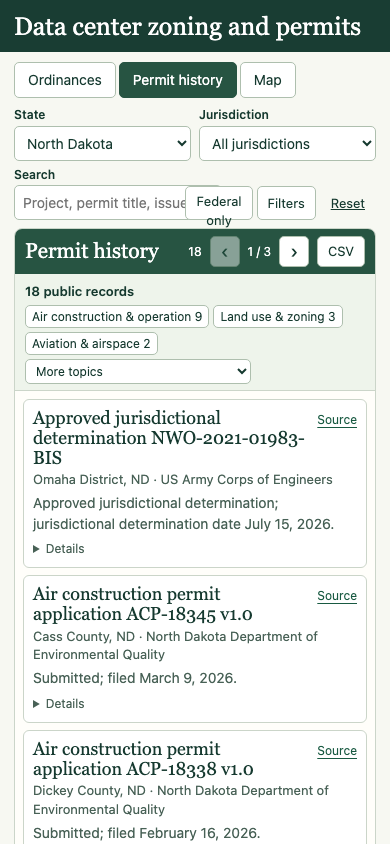 Data center zoning and permits
Ordinances
Permit history
Map
State
Jurisdiction
North Dakota
All jurisdictions
Search
Project, permit title, issue
Federal only
Filters
Reset
Permit history
18
‹
1 / 3
›
CSV
18 public records
Air construction & operation 9
Land use & zoning 3
Aviation & airspace 2
More topics
Approved jurisdictional
determination NWO-2021-01983-
BIS
Source
Omaha District, ND · US Army Corps of Engineers
Approved jurisdictional determination;
jurisdictional determination date July 15, 2026.
Details
Air construction permit
application ACP-18345 v1.0
Source
Cass County, ND · North Dakota Department of
Environmental Quality
Submitted; filed March 9, 2026.
Details
Air construction permit
application ACP-18338 v1.0
Source
Dickey County, ND · North Dakota Department of
Environmental Quality
Submitted; filed February 16, 2026.